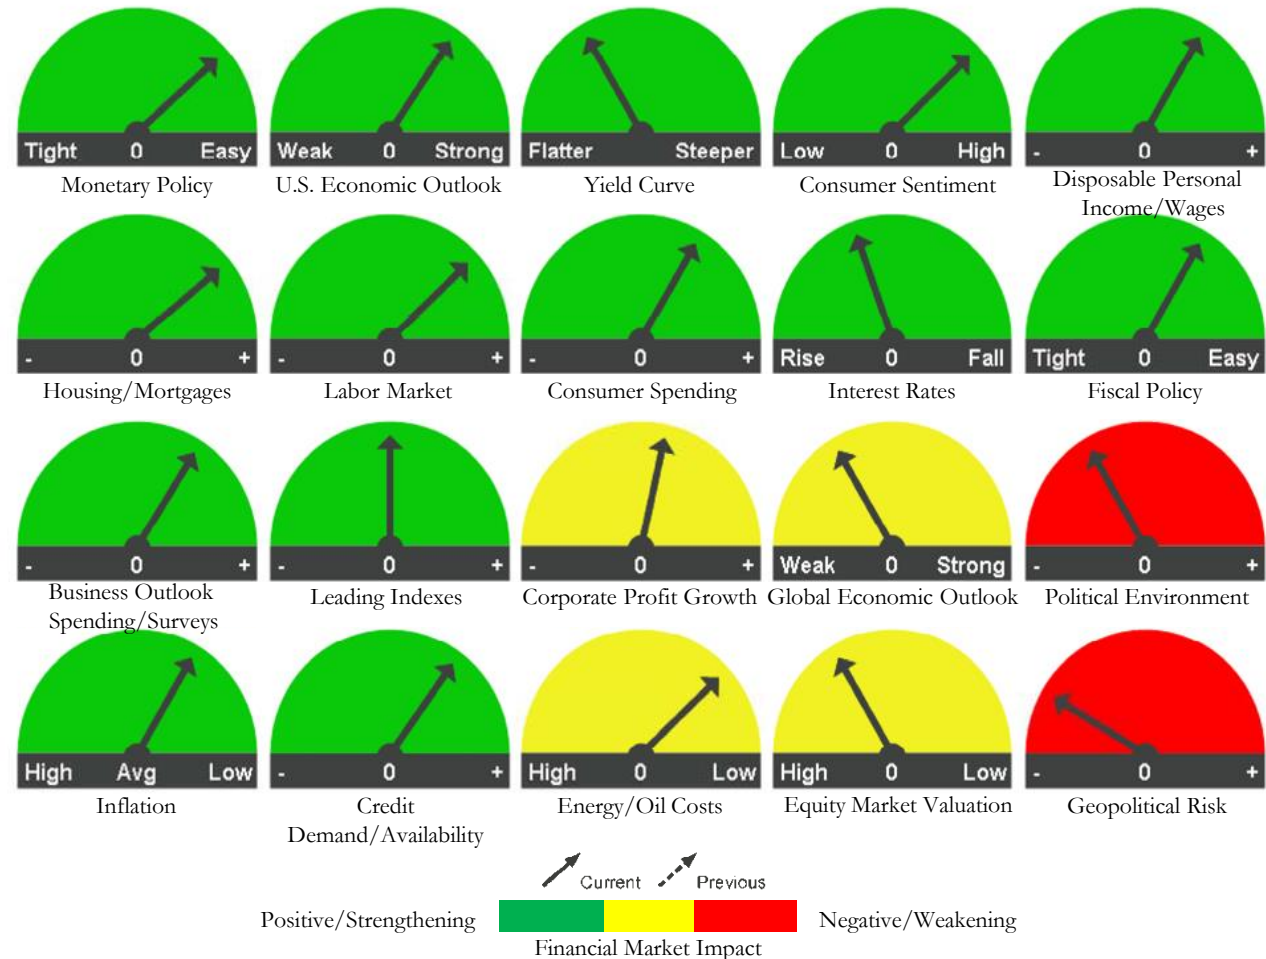 Tight 0 Easy
Weak 0 Strong
Flatter Steeper
Low 0 High
- 0 +
Monetary Policy
U.S. Economic Outlook
Yield Curve
Consumer Sentiment
Disposable Personal
Income/Wages
- 0 +
- 0 +
- 0 +
Rise 0 Fall
Tight 0 Easy
Housing/Mortgages
Labor Market
Consumer Spending
Interest Rates
Fiscal Policy
- 0 +
- 0 +
- 0 +
Weak 0 Strong
- 0 +
Business Outlook
Spending/Surveys
Leading Indexes
Corporate Profit Growth
Global Economic Outlook
Political Environment
High Avg Low
- 0 +
High 0 Low
High 0 Low
- 0 +
Inflation
Credit
Demand/Availability
Energy/Oil Costs
Equity Market Valuation
Geopolitical Risk
Current Previous
Positive/Strengthening
Negative/Weakening
Financial Market Impact